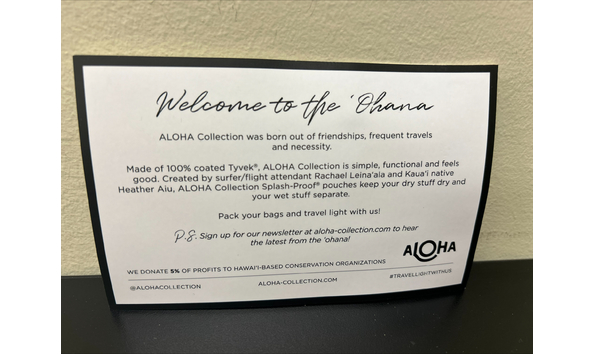 Welcome to the 'Ohana
ALOHA Collection was born out of friendships, frequent travels
and necessity.
Made of 100% coated Tyvek®, ALOHA Collection is simple, functional and feels
good. Created by surfer/flight attendant Rachael Leina'ala and Kaua'i native
Heather Aiu, ALOHA Collection Splash-Proof® pouches keep your dry stuff dry and
your wet stuff separate.
Pack your bags and travel light with us!
P.S. Sign up for our newsletter at aloha-collection.com to hear
the latest from the 'ohana!
ALOHA
WE DONATE 5% OF PROFITS TO HAWAI'I-BASED CONSERVATION ORGANIZATIONS
@ALOHACOLLECTION ALOHA-COLLECTION.COM #TRAVELLIGHTWITHUS